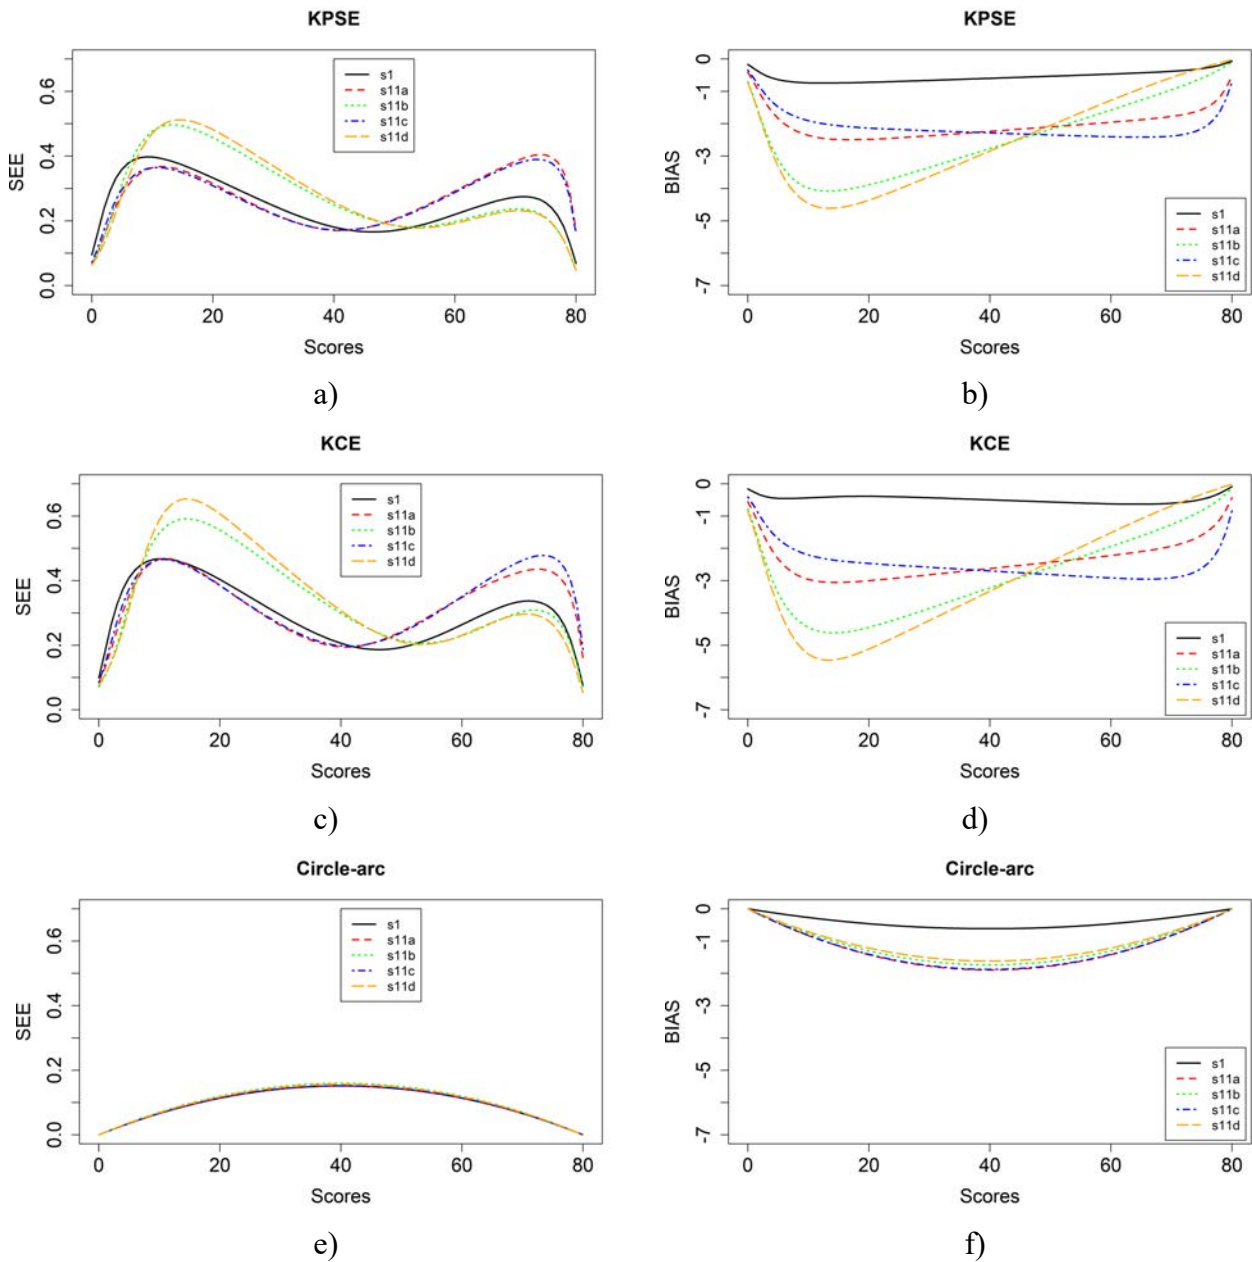 KPSE
SEE
0.0
0.2
0.4
0.6
s1
s11a
s11b
s11c
s11d
0 20 40 60 80
Scores
a)
KPSE
BIAS
0
-1
-3
-5
-7
s1
s11a
s11b
s11c
s11d
0 20 40 60 80
Scores
b)
KCE
SEE
0.0
0.2
0.4
0.6
s1
s11a
s11b
s11c
s11d
0 20 40 60 80
Scores
c)
KCE
BIAS
0
-1
-3
-5
-7
s1
s11a
s11b
s11c
s11d
0 20 40 60 80
Scores
d)
Circle-arc
SEE
0.0
0.2
0.4
0.6
s1
s11a
s11b
s11c
s11d
0 20 40 60 80
Scores
e)
Circle-arc
BIAS
0
-1
-3
-5
-7
s1
s11a
s11b
s11c
s11d
0 20 40 60 80
Scores
f)